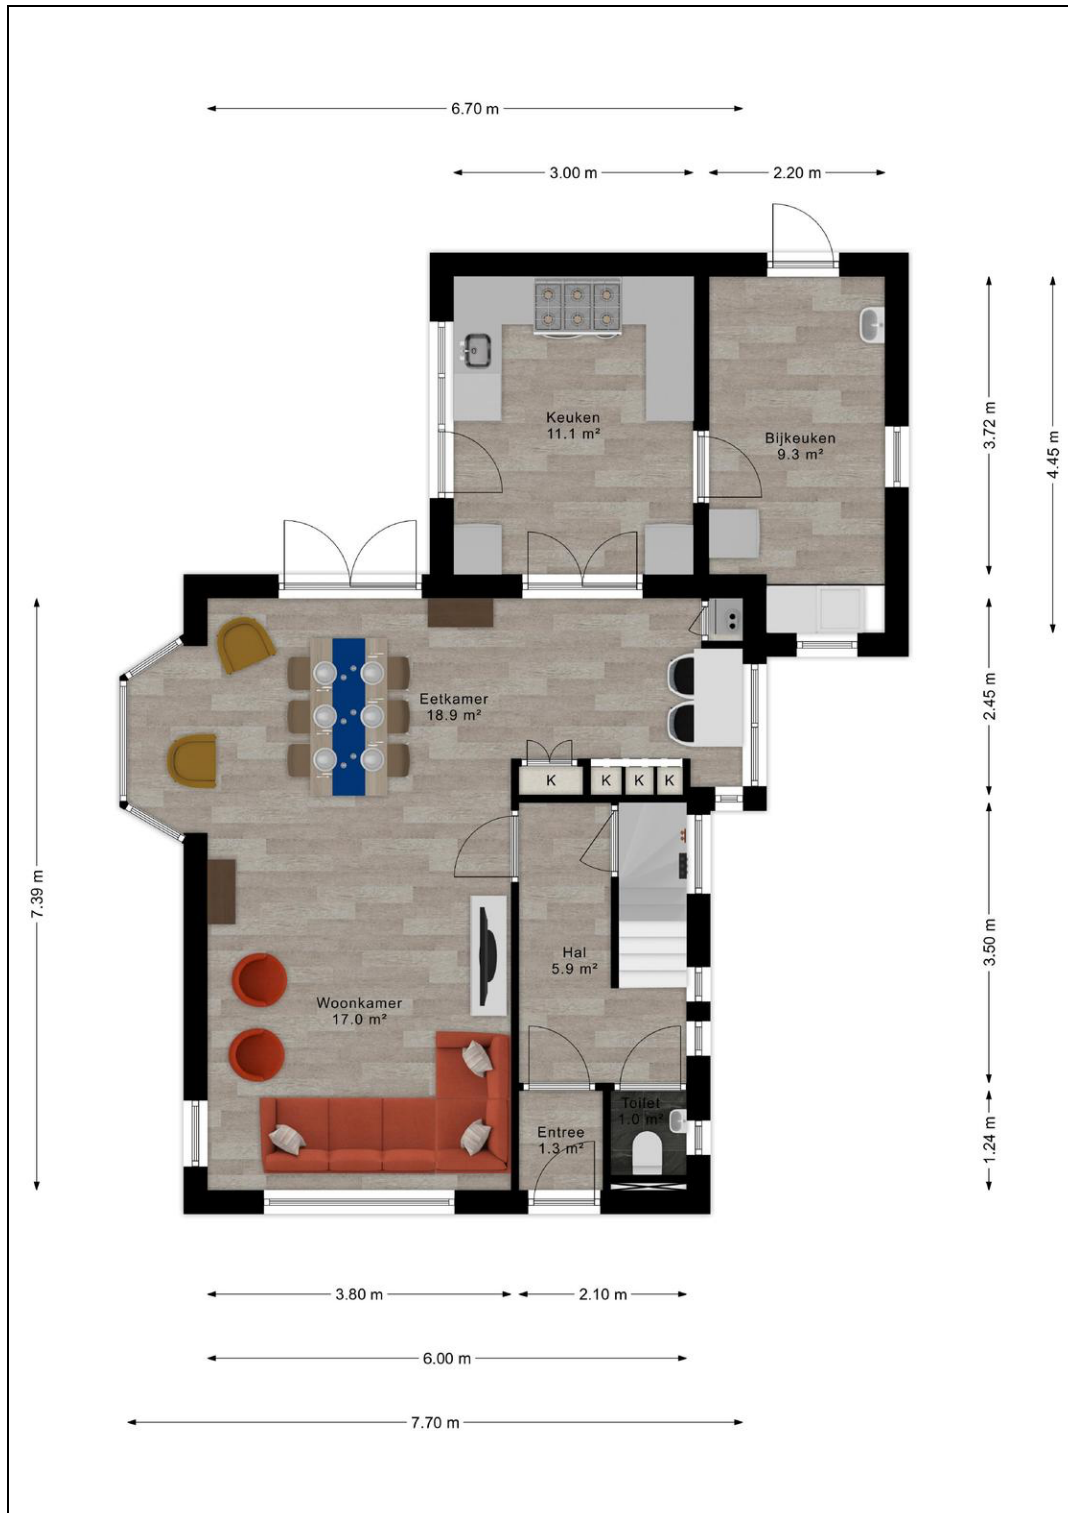 6.70 m
3.00 m
2.20 m
Keuken
11.1 m²
Bijkeuken
9.3 m²
3.72 m
4.45 m
Eetkamer
18.9 m²
2.45 m
K
K
K
K
7.39 m
Hal
5.9 m²
3.50 m
Woonkamer
17.0 m²
Toilet
1.0 m²
Entree
1.3 m²
1.24 m
3.80 m
2.10 m
6.00 m
7.70 m